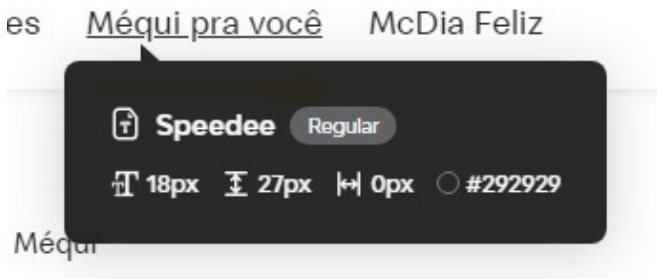 es Méqui pra você McDia Feliz
Speedee Regular
18px 27px 0px #292929
Méqui